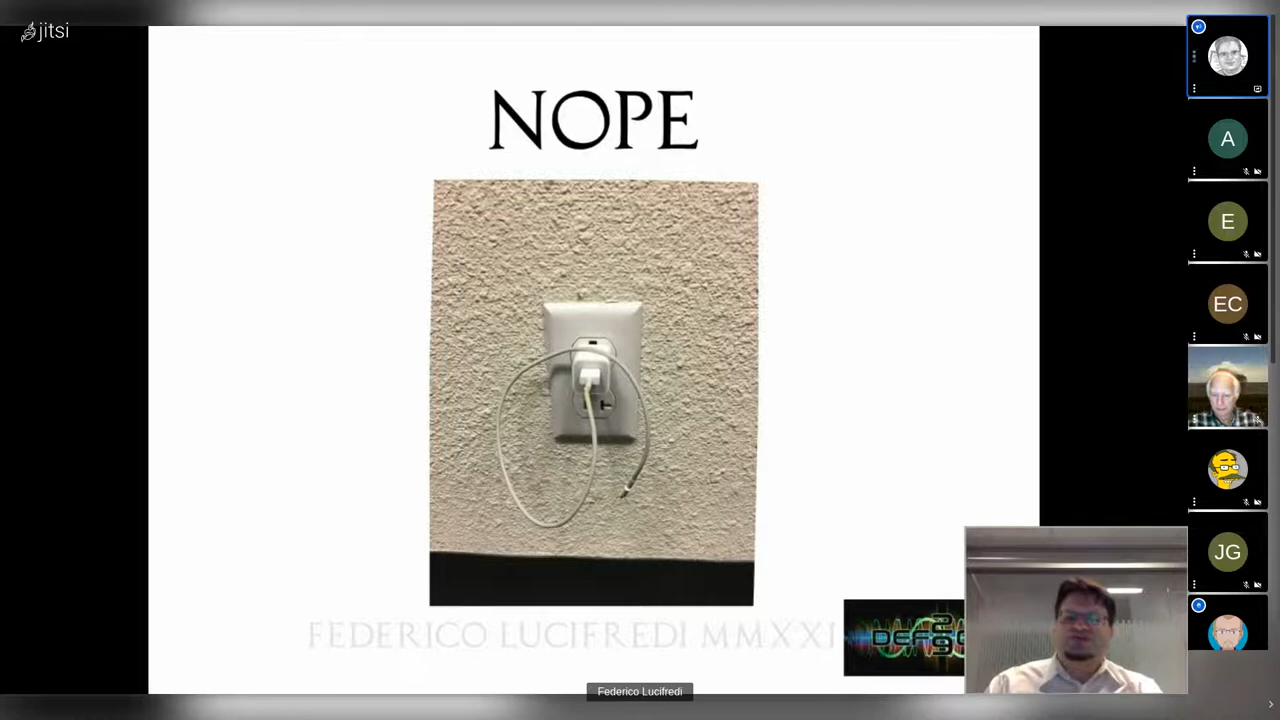 jitsi
NOPE
A
E
EC
JG
FEDERICO LUCIFREDI MMXXI
Federico Lucifredi